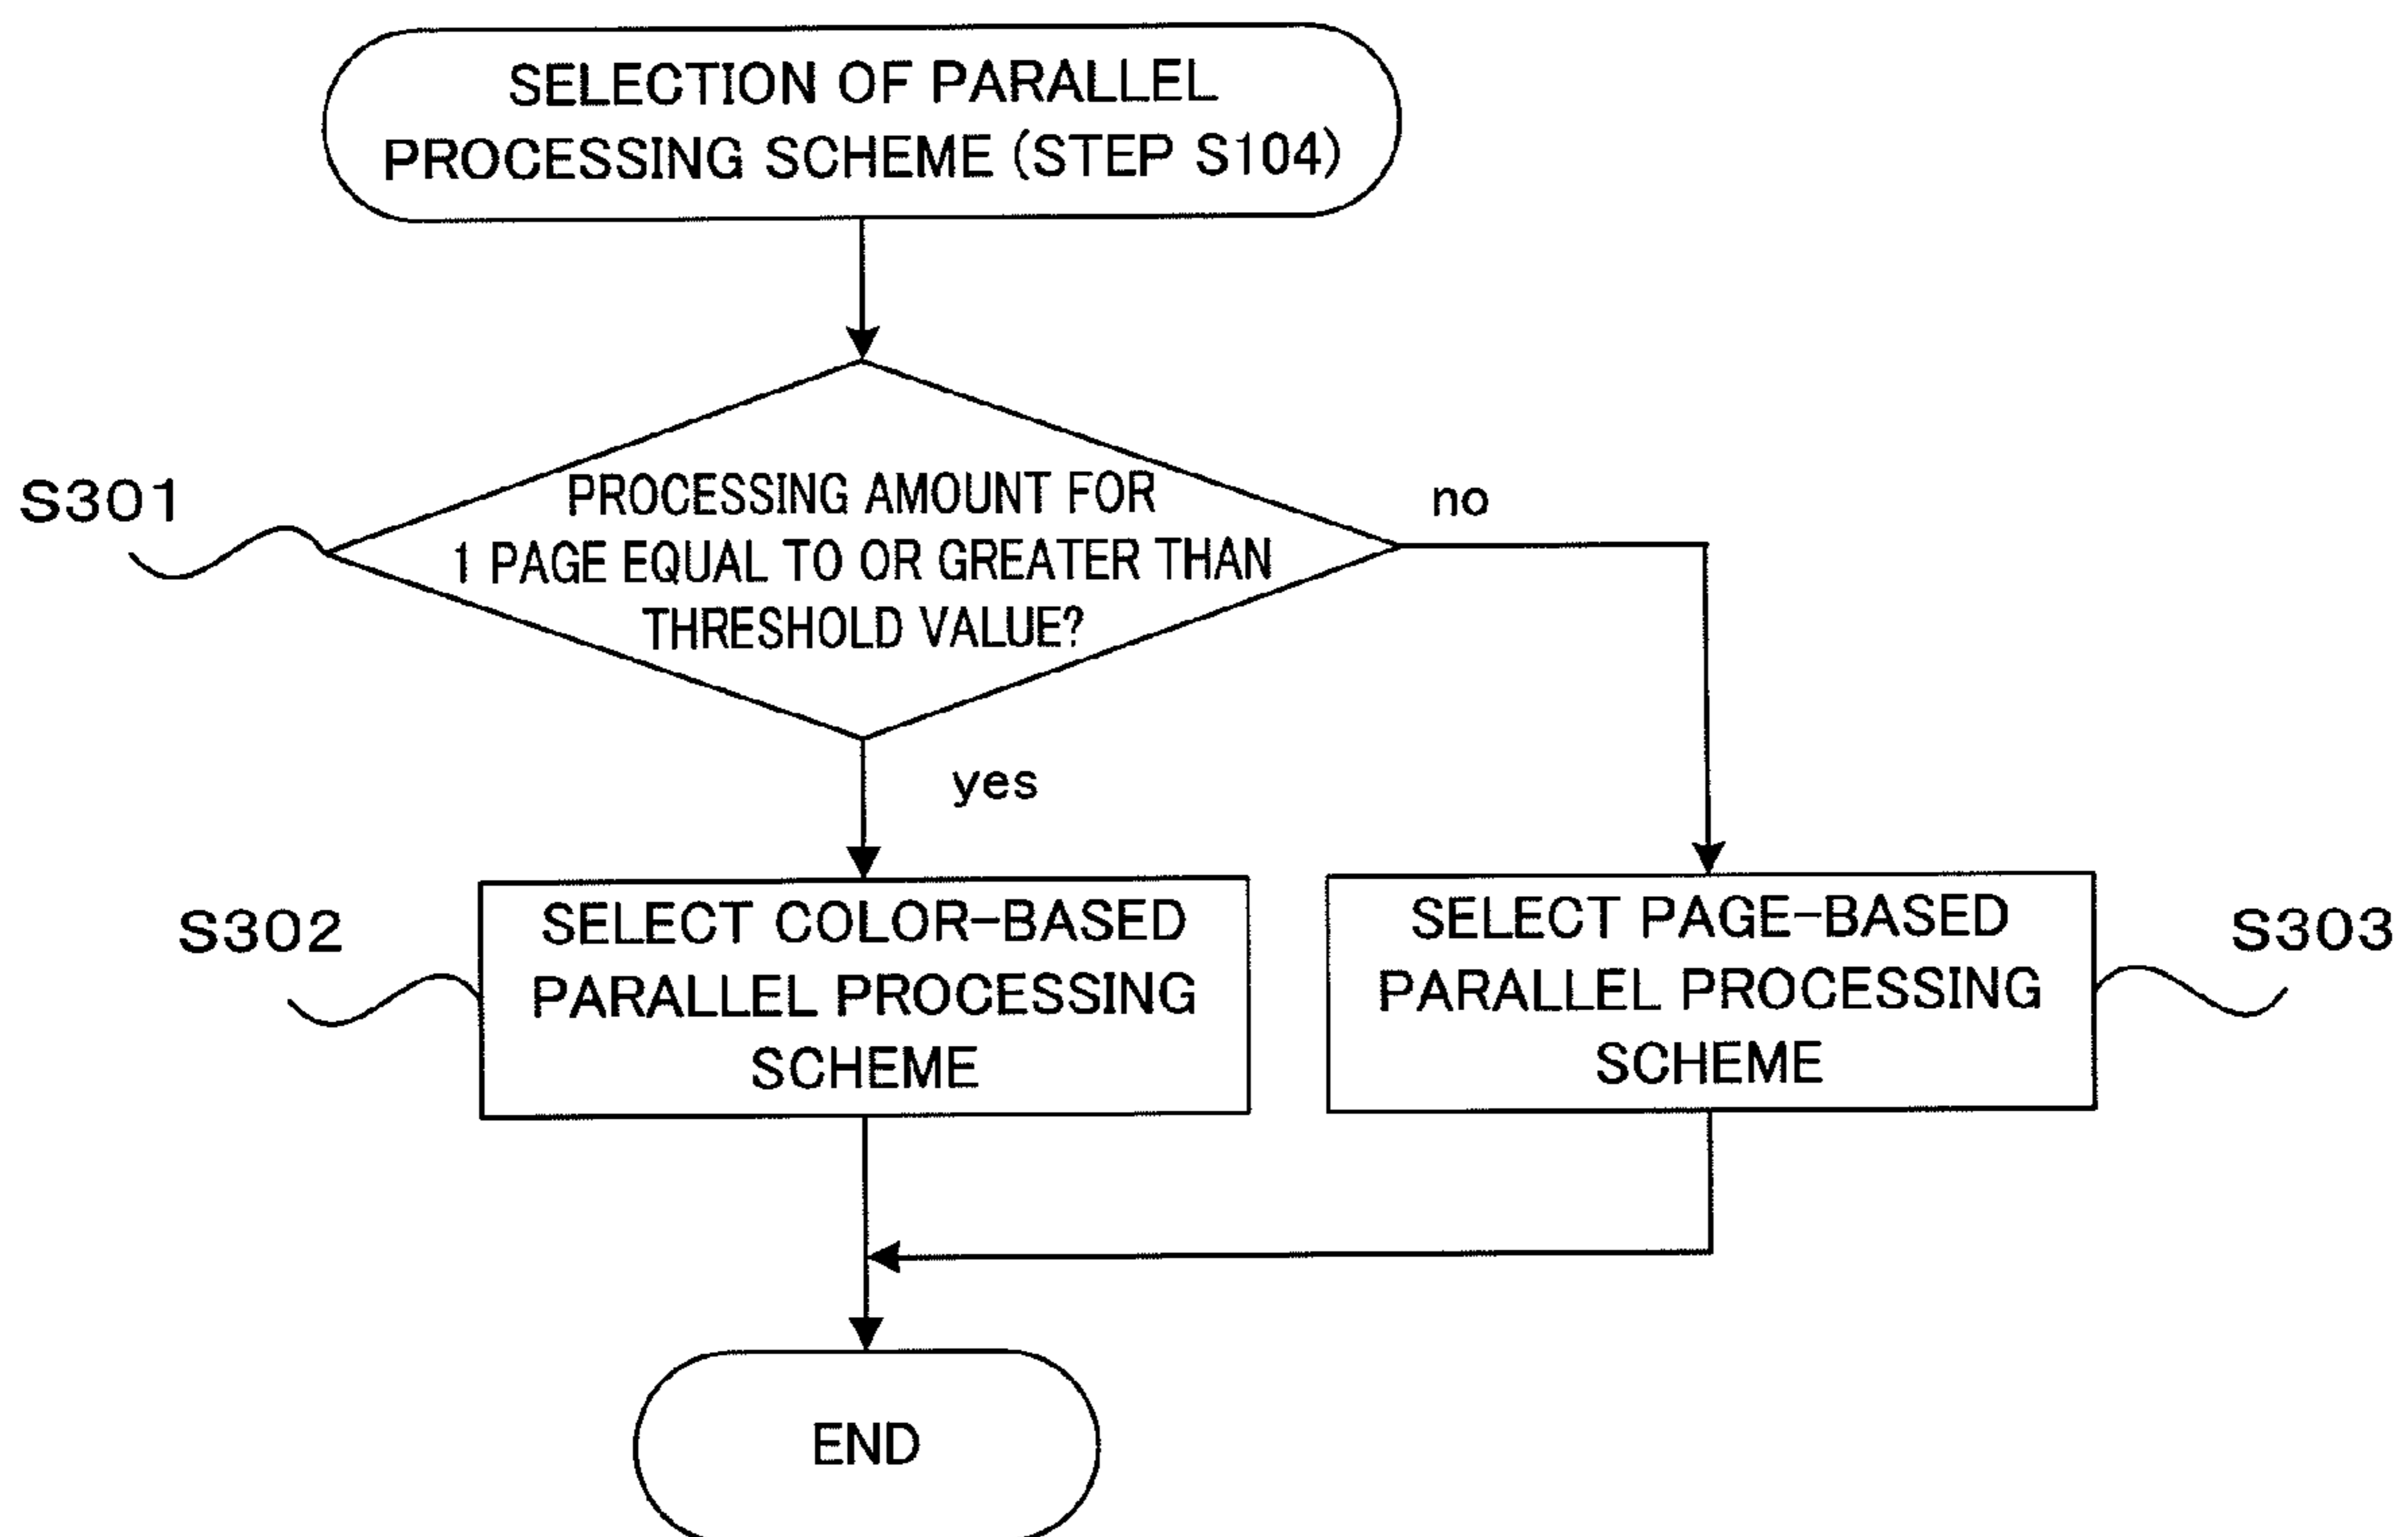 SELECTION OF PARALLEL
PROCESSING SCHEME (STEP S104)
S301
PROCESSING AMOUNT FOR
1 PAGE EQUAL TO OR GREATER THAN
THRESHOLD VALUE?
no
yes
S302
SELECT COLOR-BASED
PARALLEL PROCESSING
SCHEME
SELECT PAGE-BASED
PARALLEL PROCESSING
SCHEME
S303
END